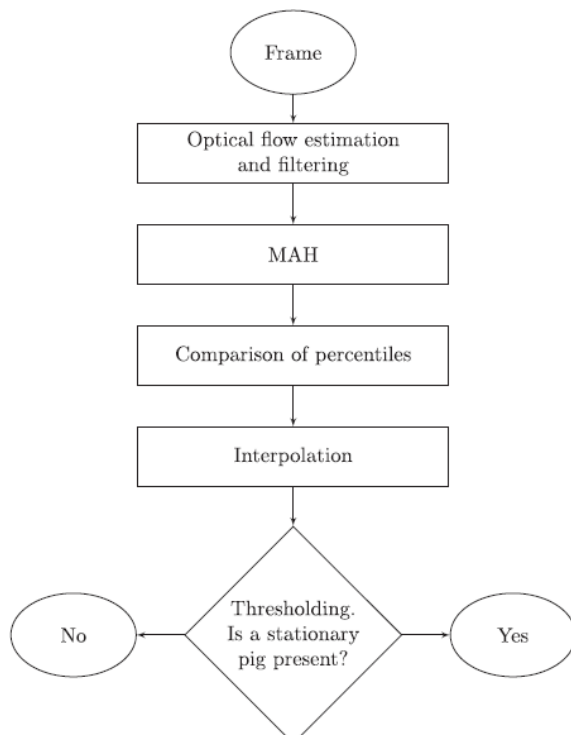 Frame
Optical flow estimation
and filtering
MAH
Comparison of percentiles
Interpolation
Thresholding.
Is a stationary
pig present?
No
Yes